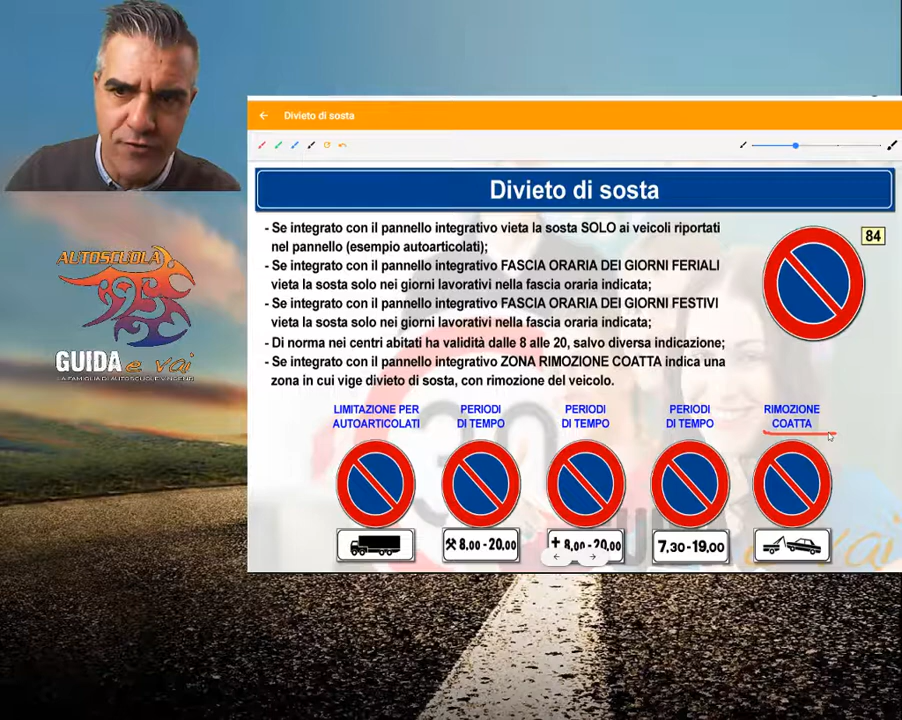 Divieto di sosta
Divieto di sosta
84
- Se integrato con il pannello integrativo vieta la sosta SOLO ai veicoli riportati
nel pannello (esempio autoarticolati);
- Se integrato con il pannello integrativo FASCIA ORARIA DEI GIORNI FERIALI
vieta la sosta solo nei giorni lavorativi nella fascia oraria indicata;
- Se integrato con il pannello integrativo FASCIA ORARIA DEI GIORNI FESTIVI
vieta la sosta solo nei giorni lavorativi nella fascia oraria indicata;
- Di norma nei centri abitati ha validità dalle 8 alle 20, salvo diversa indicazione;
- Se integrato con il pannello integrativo ZONA RIMOZIONE COATTA indica una
zona in cui vige divieto di sosta, con rimozione del veicolo.
LIMITAZIONE PER
AUTOARTICOLATI
PERIODI
DI TEMPO
PERIODI
DI TEMPO
PERIODI
DI TEMPO
RIMOZIONE
COATTA
8,00-20,00
+ 8,00-20,00
7,30-19,00
AUTOSCUOLA
GUIDA e vai